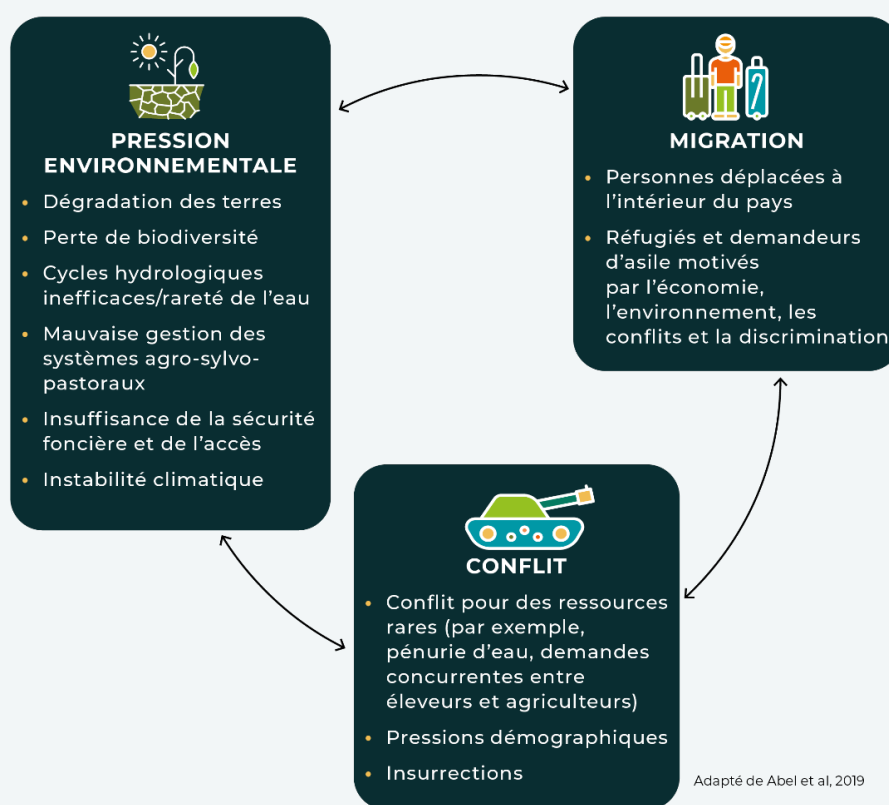 PRESSION
ENVIRONNEMENTALE
Dégradation des terres
Perte de biodiversité
Cycles hydrologiques
inefficaces/rareté de l'eau
Mauvaise gestion des
systèmes agro-sylvo-
pastoraux
Insuffisance de la sécurité
foncière et de l'accès
Instabilité climatique
MIGRATION
Personnes déplacées à
l'intérieur du pays
Réfugiés et demandeurs
d'asile motivés
par l'économie,
l'environnement, les
conflits et la discrimination
CONFLIT
Conflit pour des ressources
rares (par exemple,
pénurie d'eau, demandes
concurrentes entre
éleveurs et agriculteurs)
Pressions démographiques
Insurrections
Adapté de Abel et al, 2019